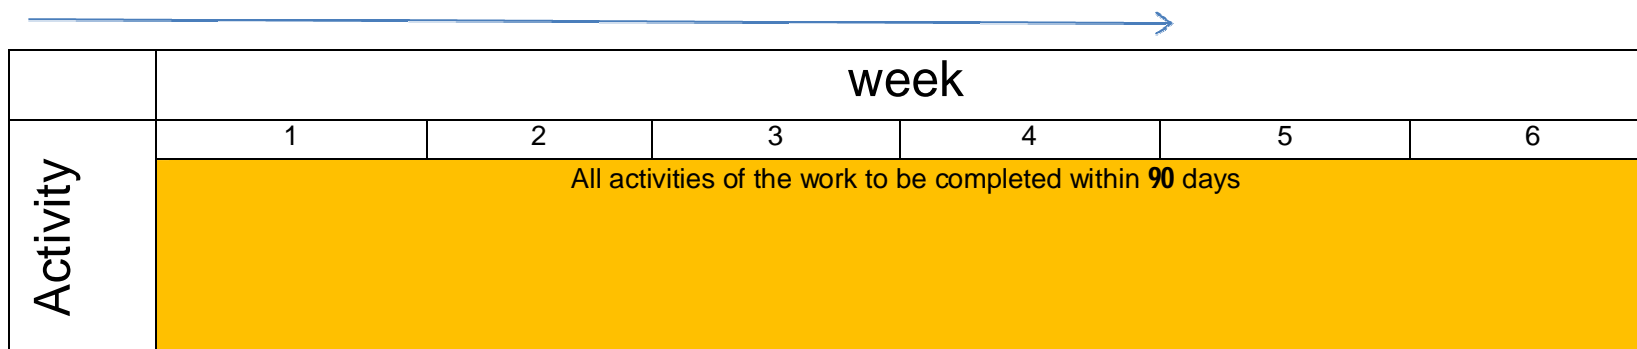 week
1 2 3 4 5 6
Activity
All activities of the work to be completed within 90 days